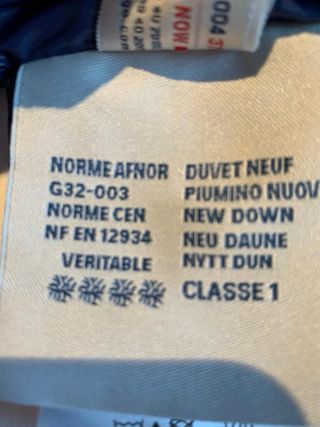 NORME AFNOR DUVET NEUF
G32-003 PIUMINO NUOV
NORME CEN NEW DOWN
NF EN 12934 NEU DAUNE
VERITABLE NYTT DUN
CLASSE 1